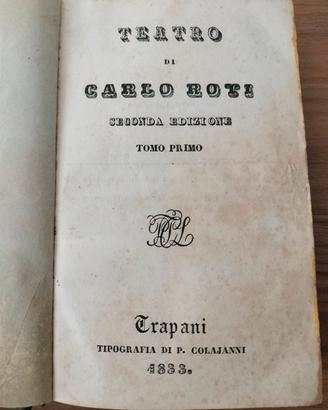 TEATRO
DI
CARLO ROTI
SECONDA EDIZIONE
TOMO PRIMO
Trapani
TIPOGRAFIA DI P. COLAJANNI
1833.